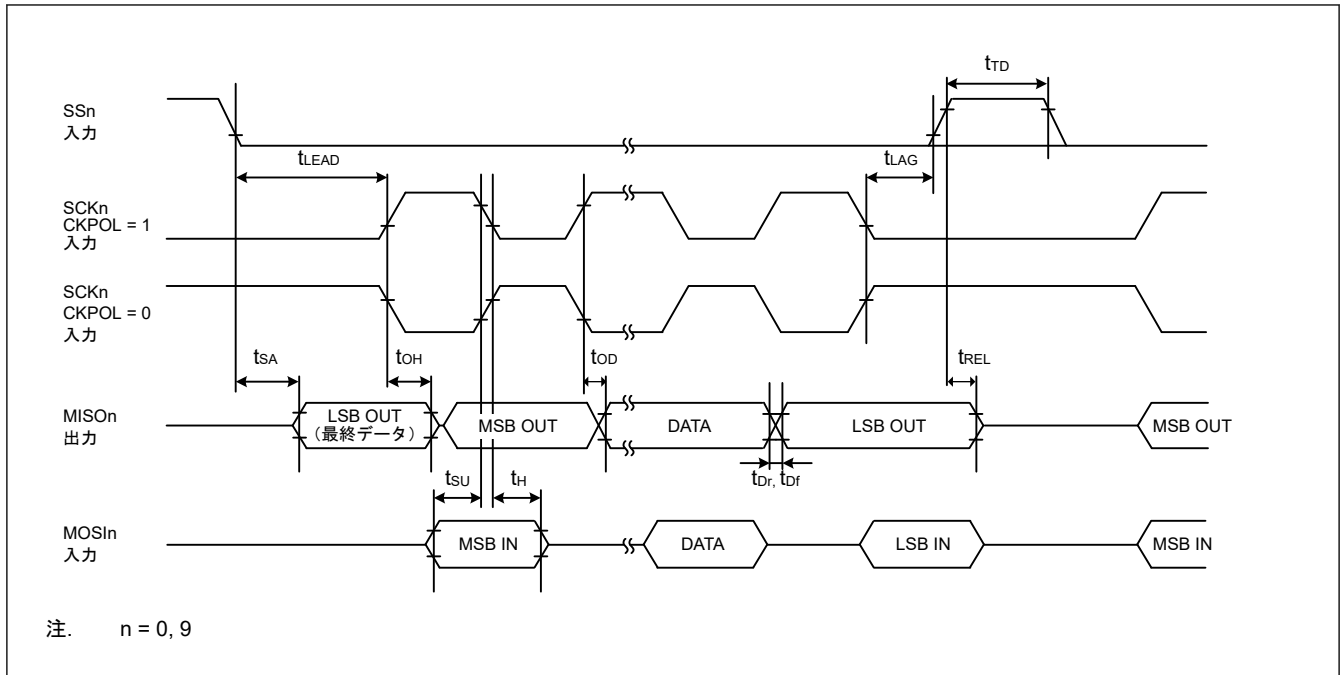 tTD
SSn
入力
tLEAD
tLAG
SCKn
CKPOL = 1
入力
SCKn
CKPOL = 0
入力
tSA
tOH
tOD
tREL
MISOn
出力
LSB OUT
(最終データ)
MSB OUT
DATA
LSB OUT
MSB OUT
tSU
tH
tDr, tDf
MOSIn
入力
MSB IN
DATA
LSB IN
MSB IN
注. n = 0, 9